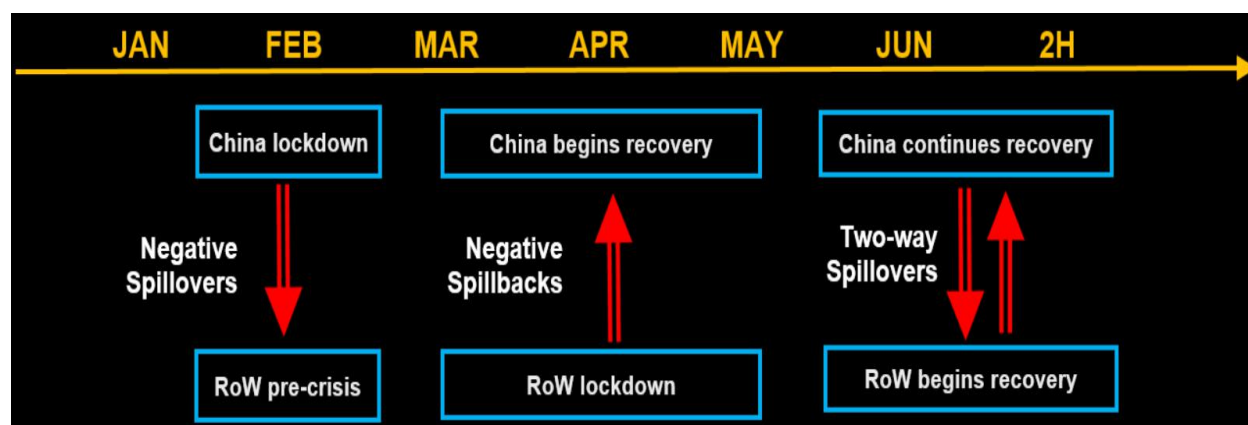 JAN FEB MAR APR MAY JUN 2H
China lockdown China begins recovery China continues recovery
Negative
Spillovers
Negative
Spillbacks
Two-way
Spillovers
RoW pre-crisis RoW lockdown RoW begins recovery